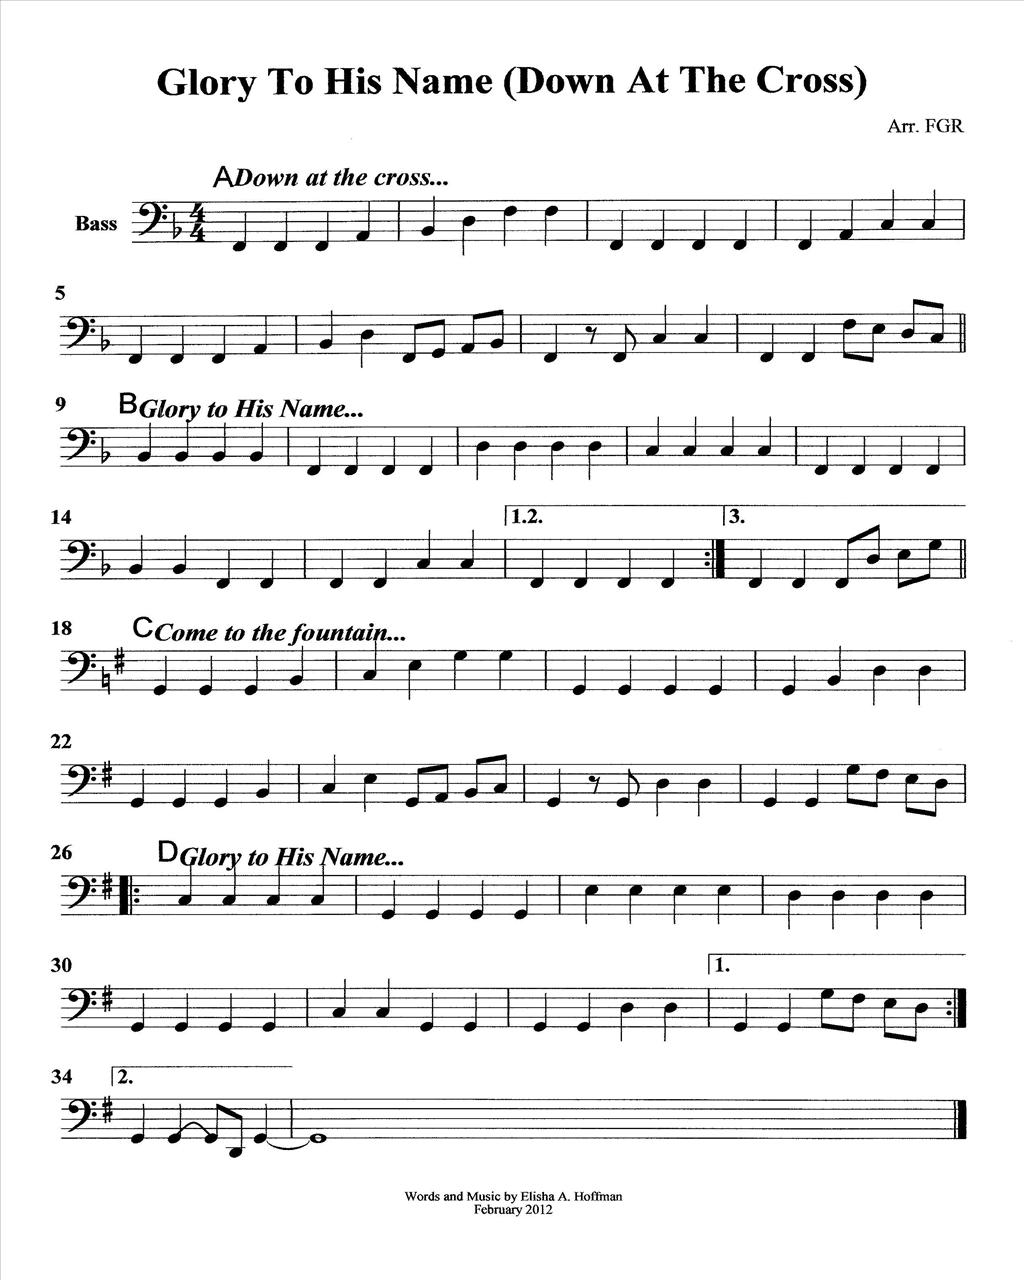 Glory To His Name (Down At The Cross)
Arr. FGR
A Down at the cross...
Bass
4
4
5
9
B Glory to His Name...
14
1.2.
3.
18
C Come to the fountain...
22
26
D Glory to His Name...
30
1.
34
2.
Words and Music by Elisha A. Hoffman
February 2012